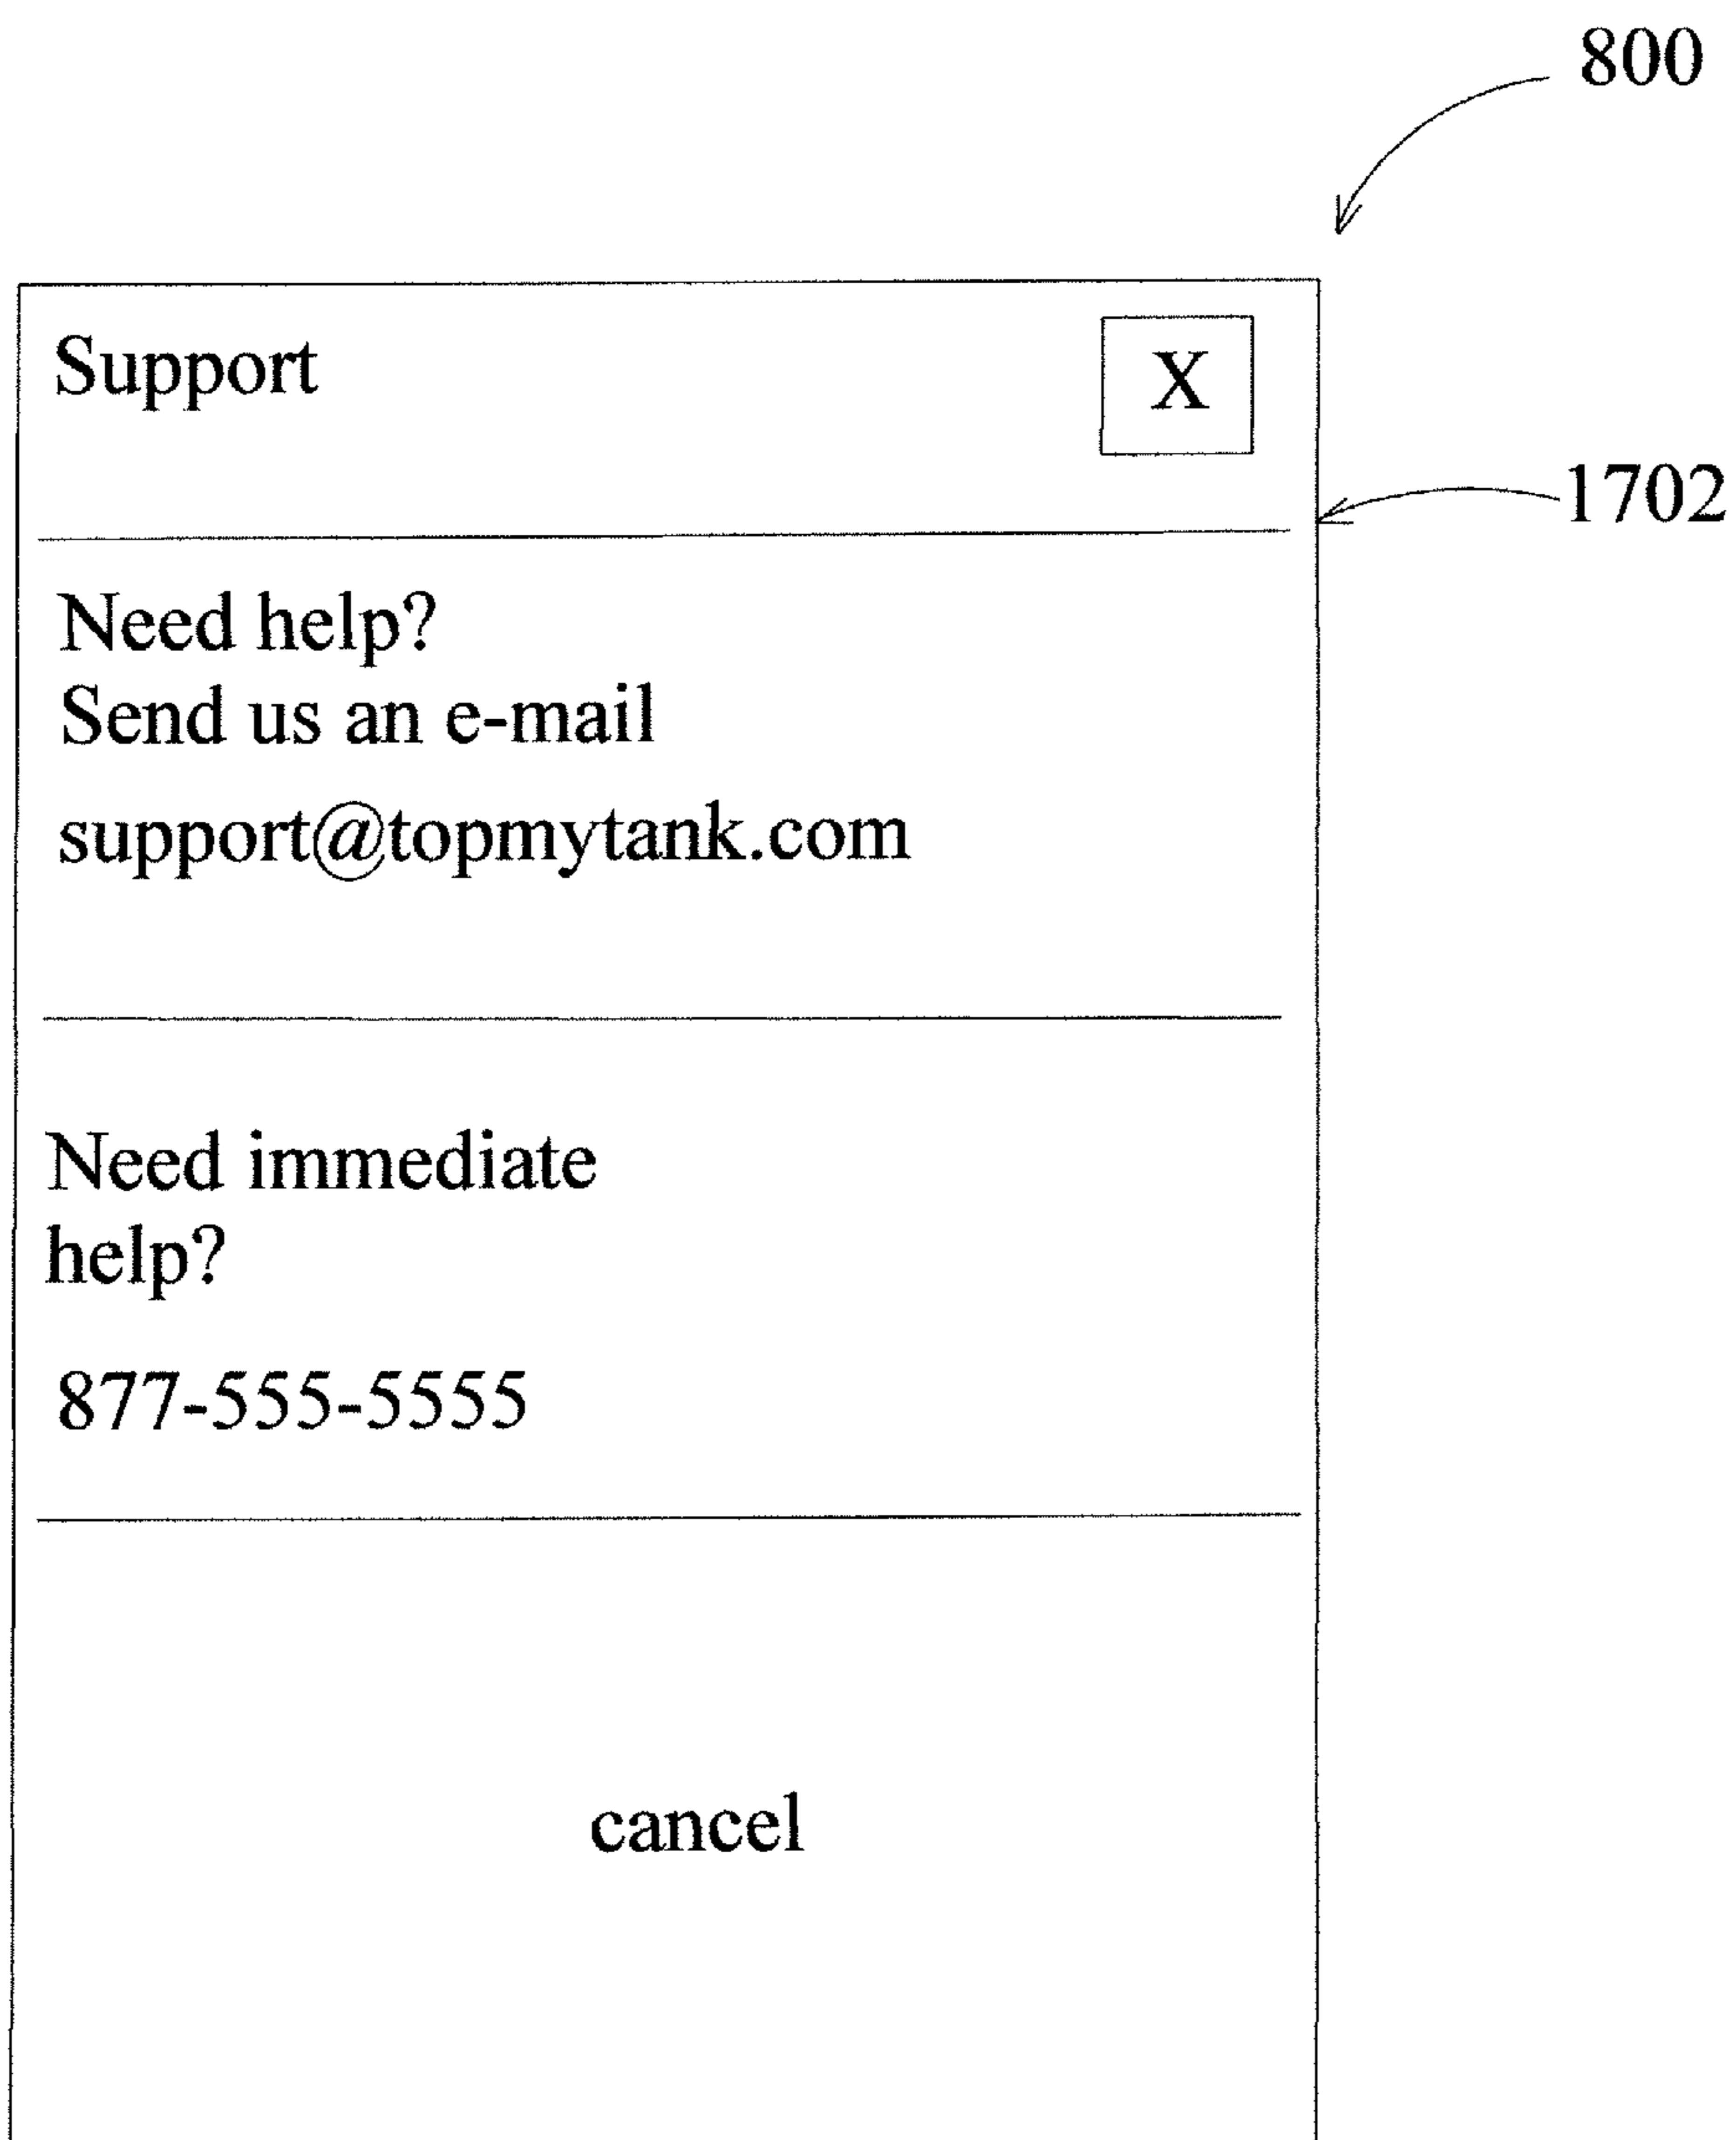 800
Support
X
1702
Need help?
Send us an e-mail
support@topmytank.com
Need immediate
help?
877-555-5555
cancel